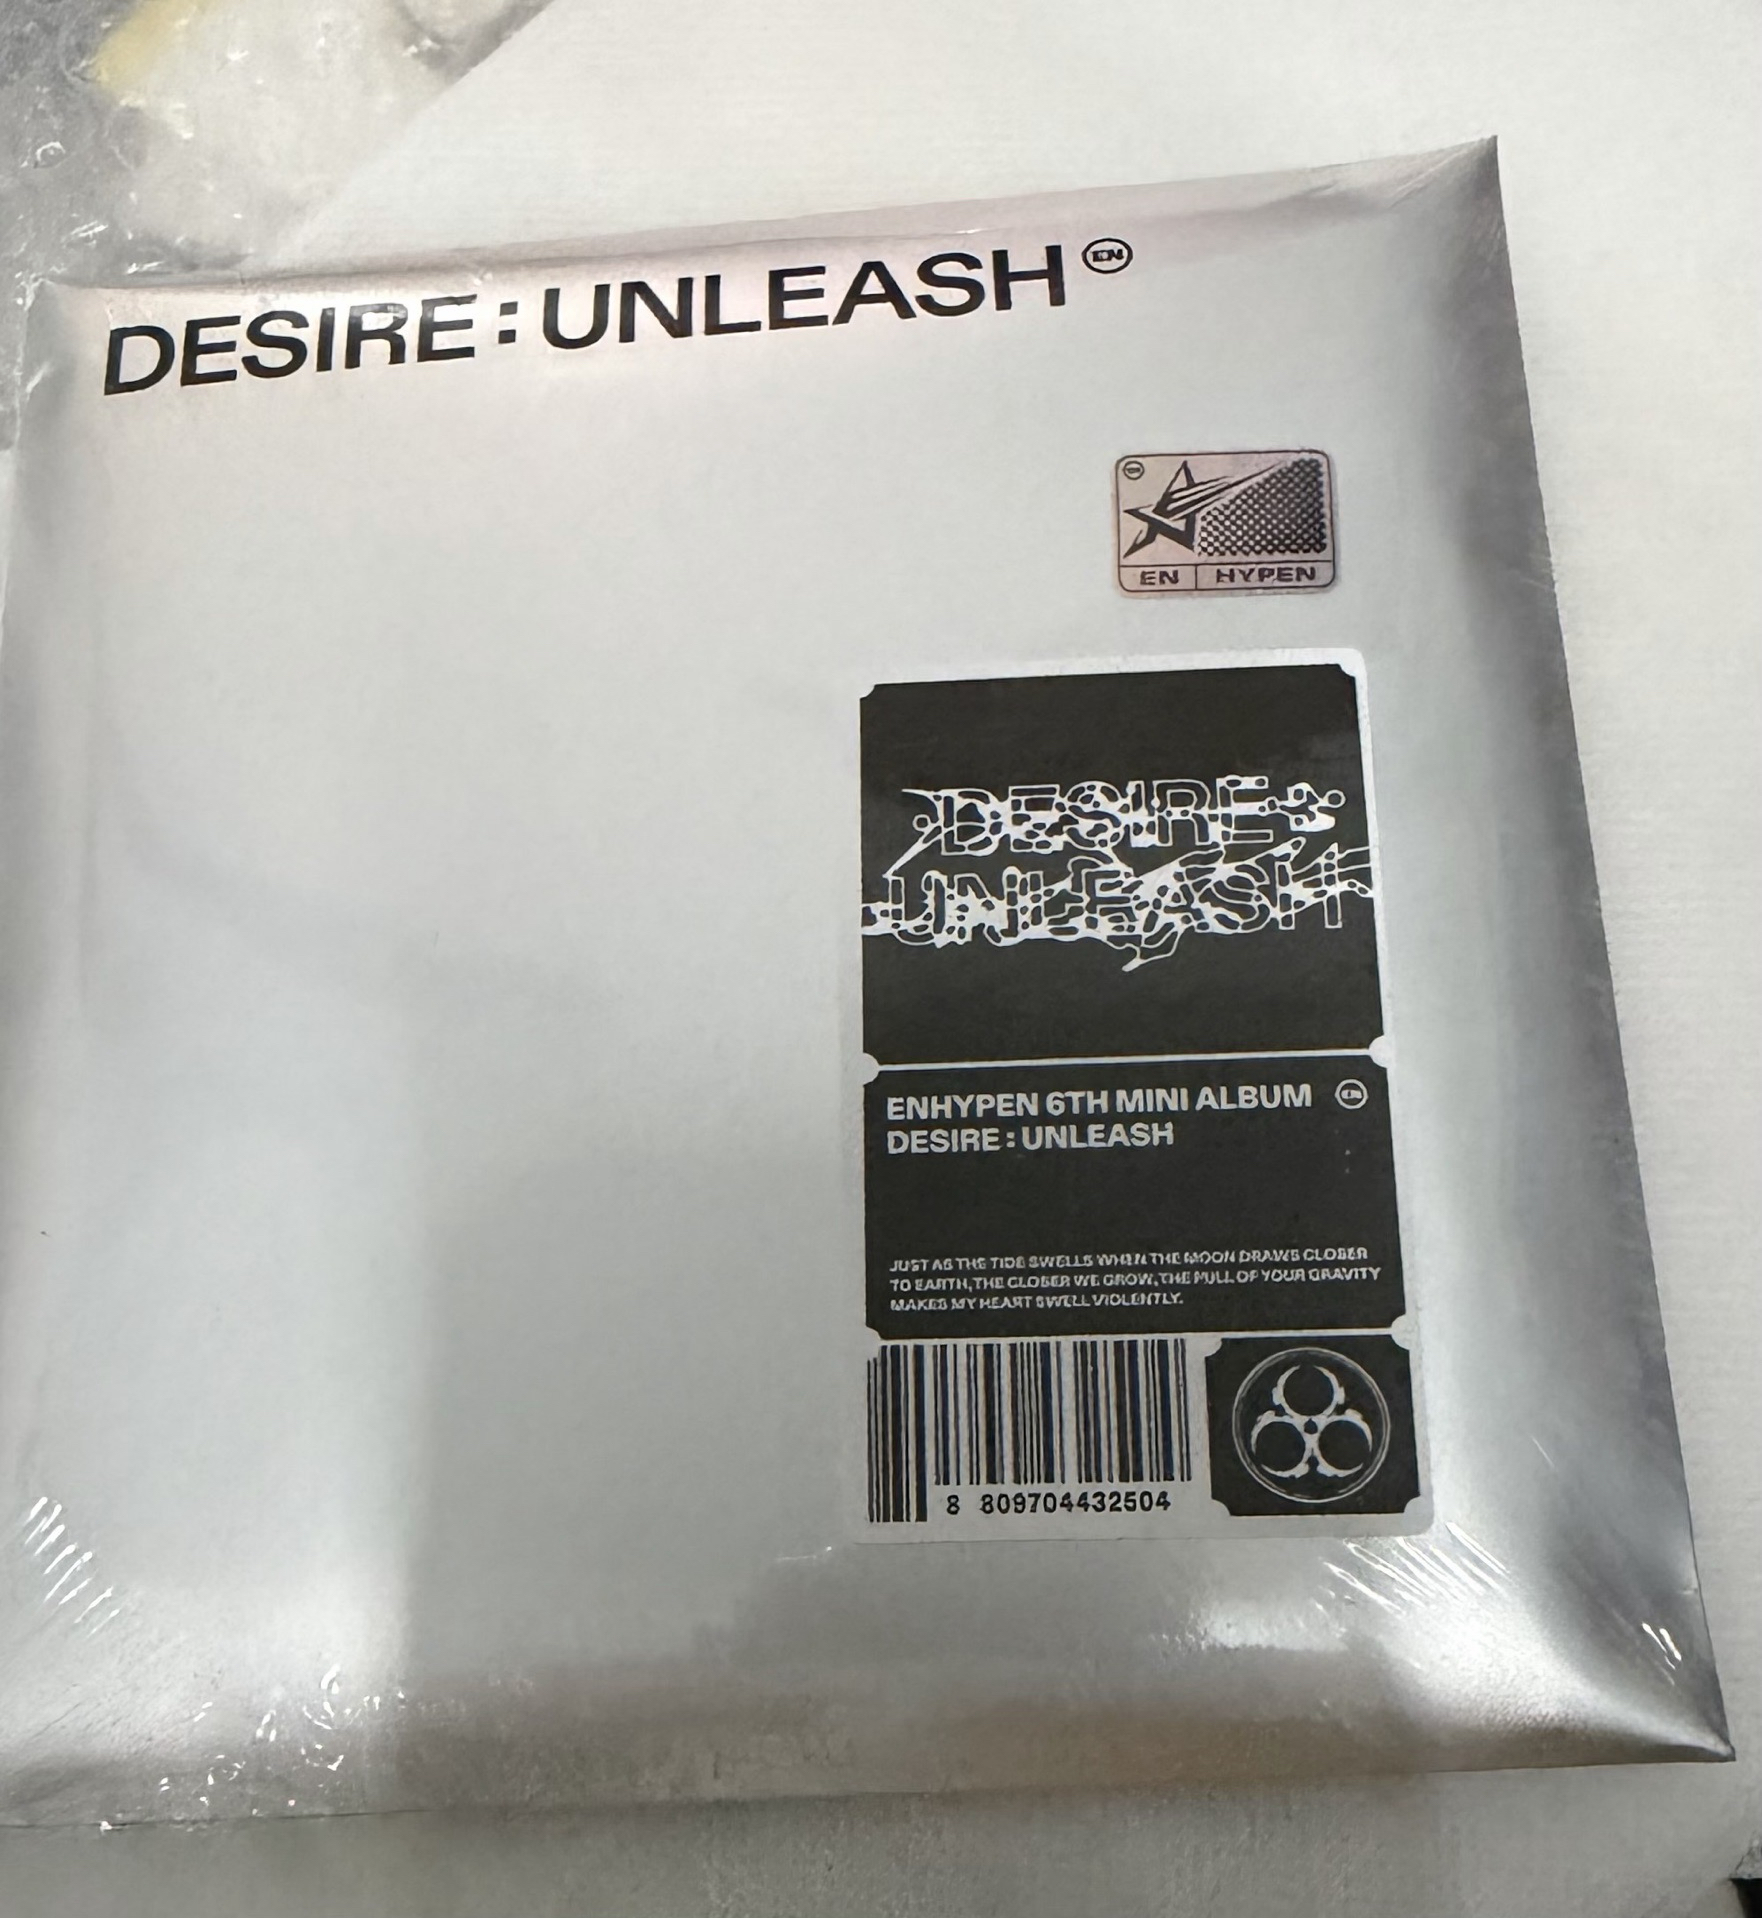 DESIRE : UNLEASH EN
EN HYPEN
DESIRE :
UNLEASH
ENHYPEN 6TH MINI ALBUM
DESIRE : UNLEASH
JUST AS THE TIDE SWELLS WHEN THE MOON DRAWS CLOSER
TO EARTH, THE CLOSER WE GROW, THE PULL OF YOUR GRAVITY
MAKES MY HEART SWELL VIOLENTLY.
8 809704432504